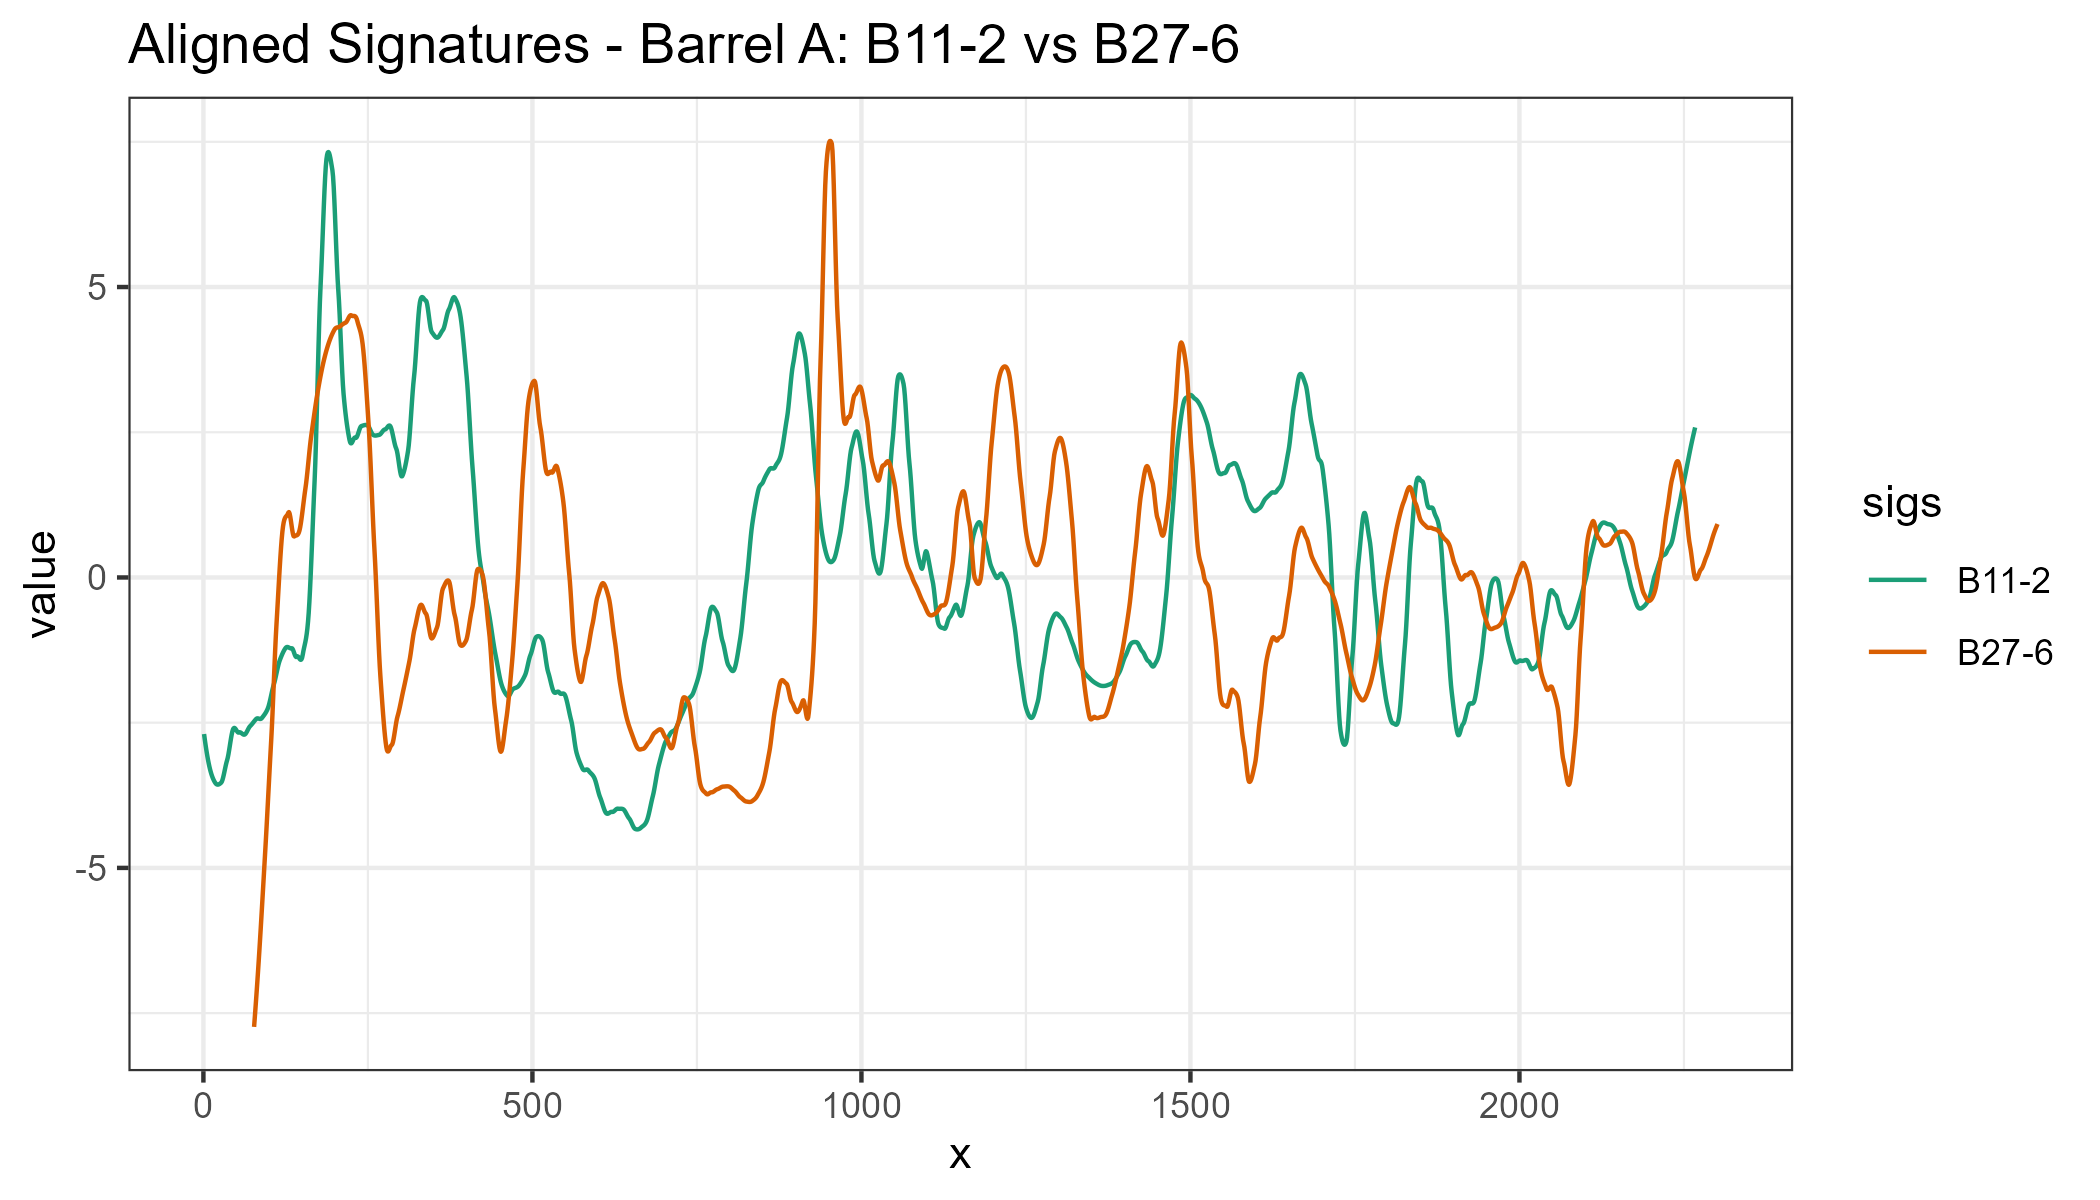 Aligned Signatures - Barrel A: B11-2 vs B27-6
value
5
0
-5
0 500 1000 1500 2000
x
sigs
B11-2
B27-6